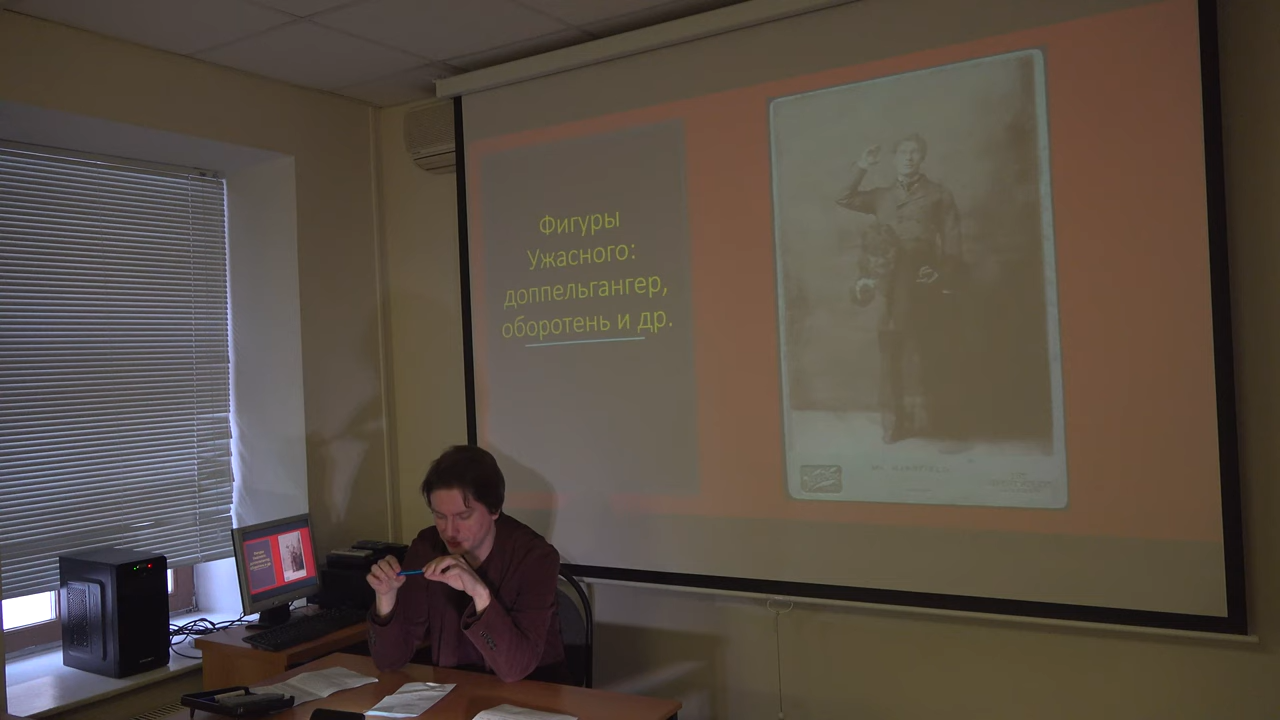 Фигуры
Ужасного:
доппельгангер,
оборотень и др.